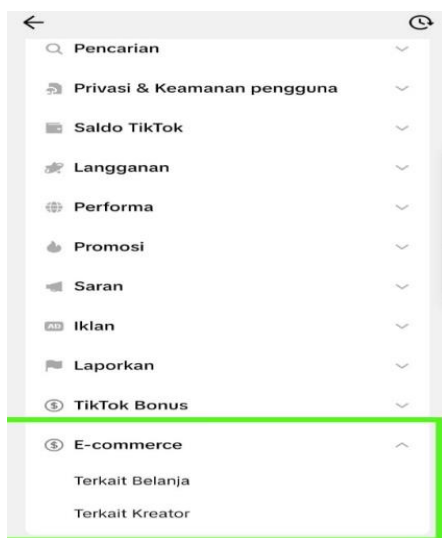 Pencarian
Privasi & Keamanan pengguna
Saldo TikTok
Langganan
Performa
Promosi
Saran
AD Iklan
Laporkan
TikTok Bonus
E-commerce
Terkait Belanja
Terkait Kreator